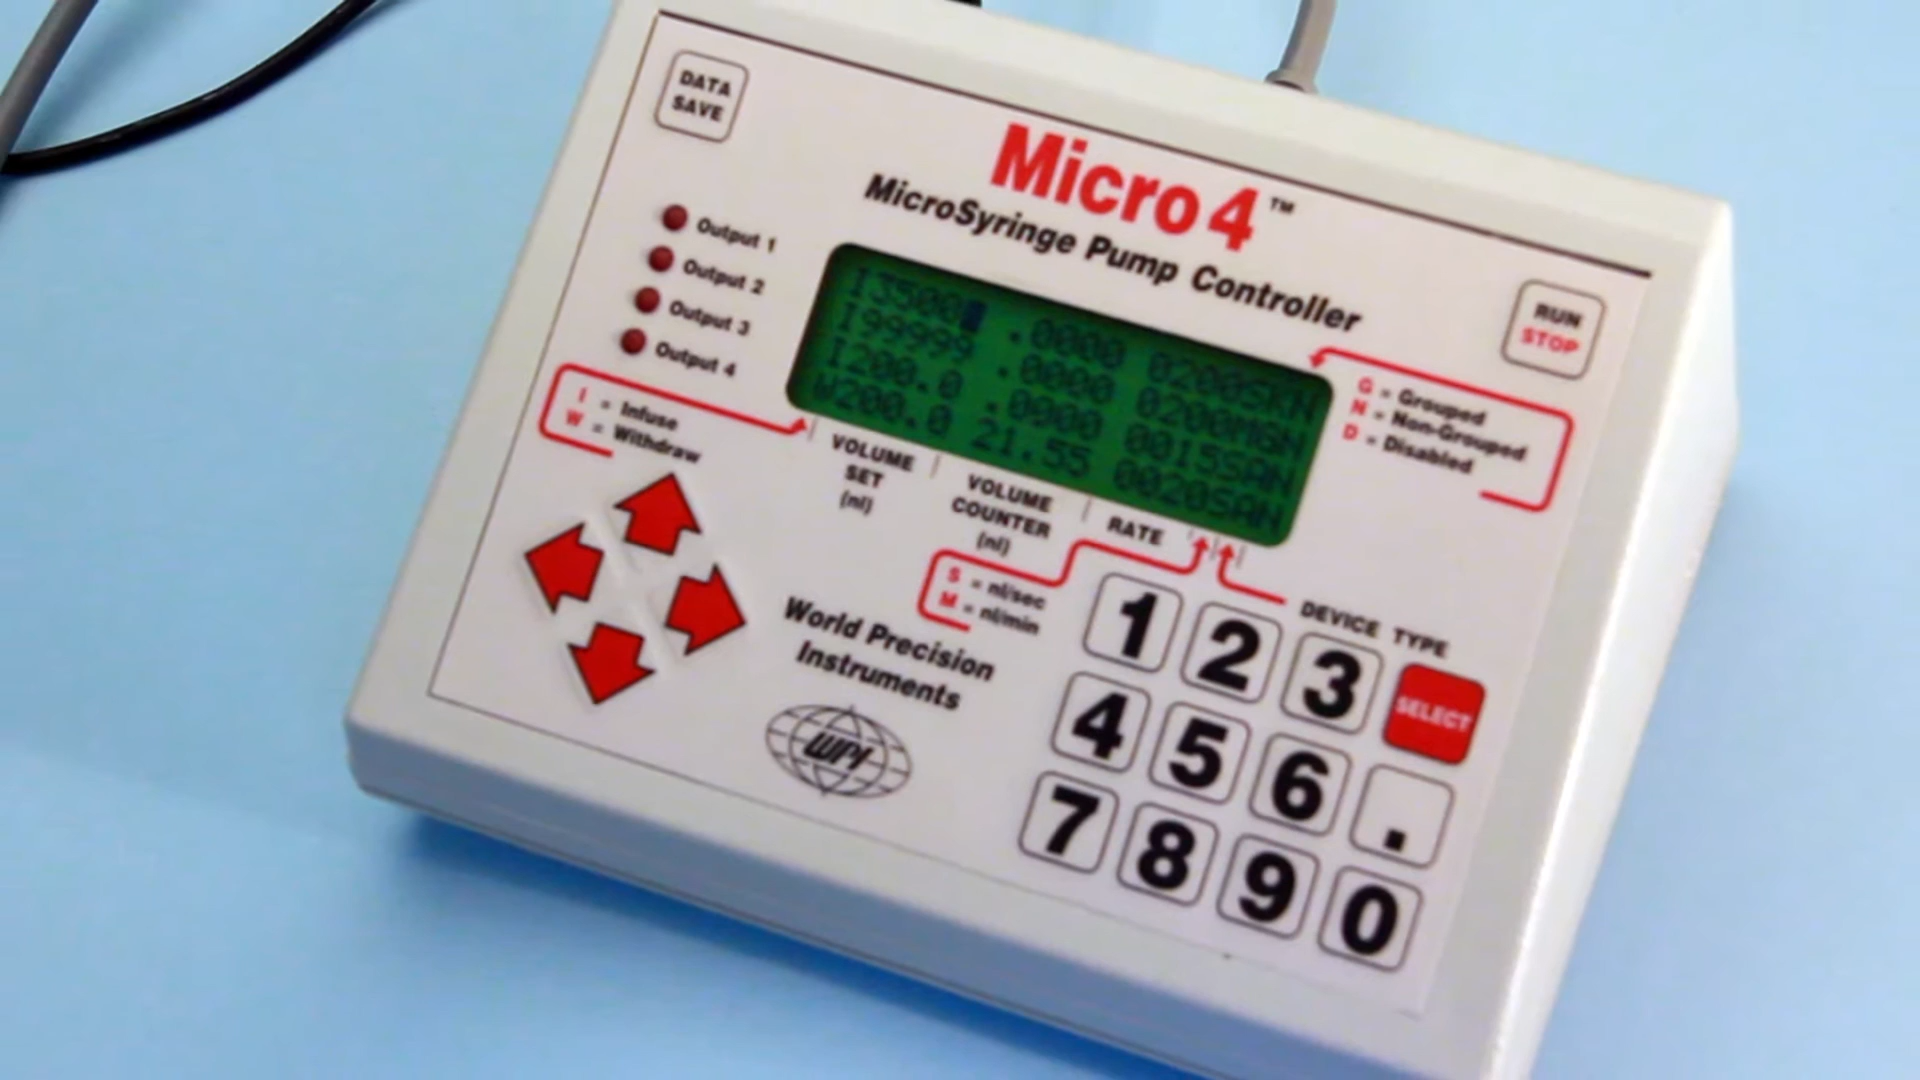 DATA
SAVE
Micro4™
MicroSyringe Pump Controller
Output 1
Output 2
Output 3
Output 4
RUN
STOP
I3500 .0000 0200SKN
I99999 .0000 0200MGN
I200.0 .0000 0015SAN
W200.0 21.55 0020SAN
I = Infuse
W = Withdraw
G = Grouped
N = Non-Grouped
D = Disabled
VOLUME
SET
(nl)
VOLUME
COUNTER
(nl)
RATE
S = nl/sec
M = nl/min
DEVICE TYPE
World Precision
Instruments
WPI
1 2 3 SELECT
4 5 6 .
7 8 9 0